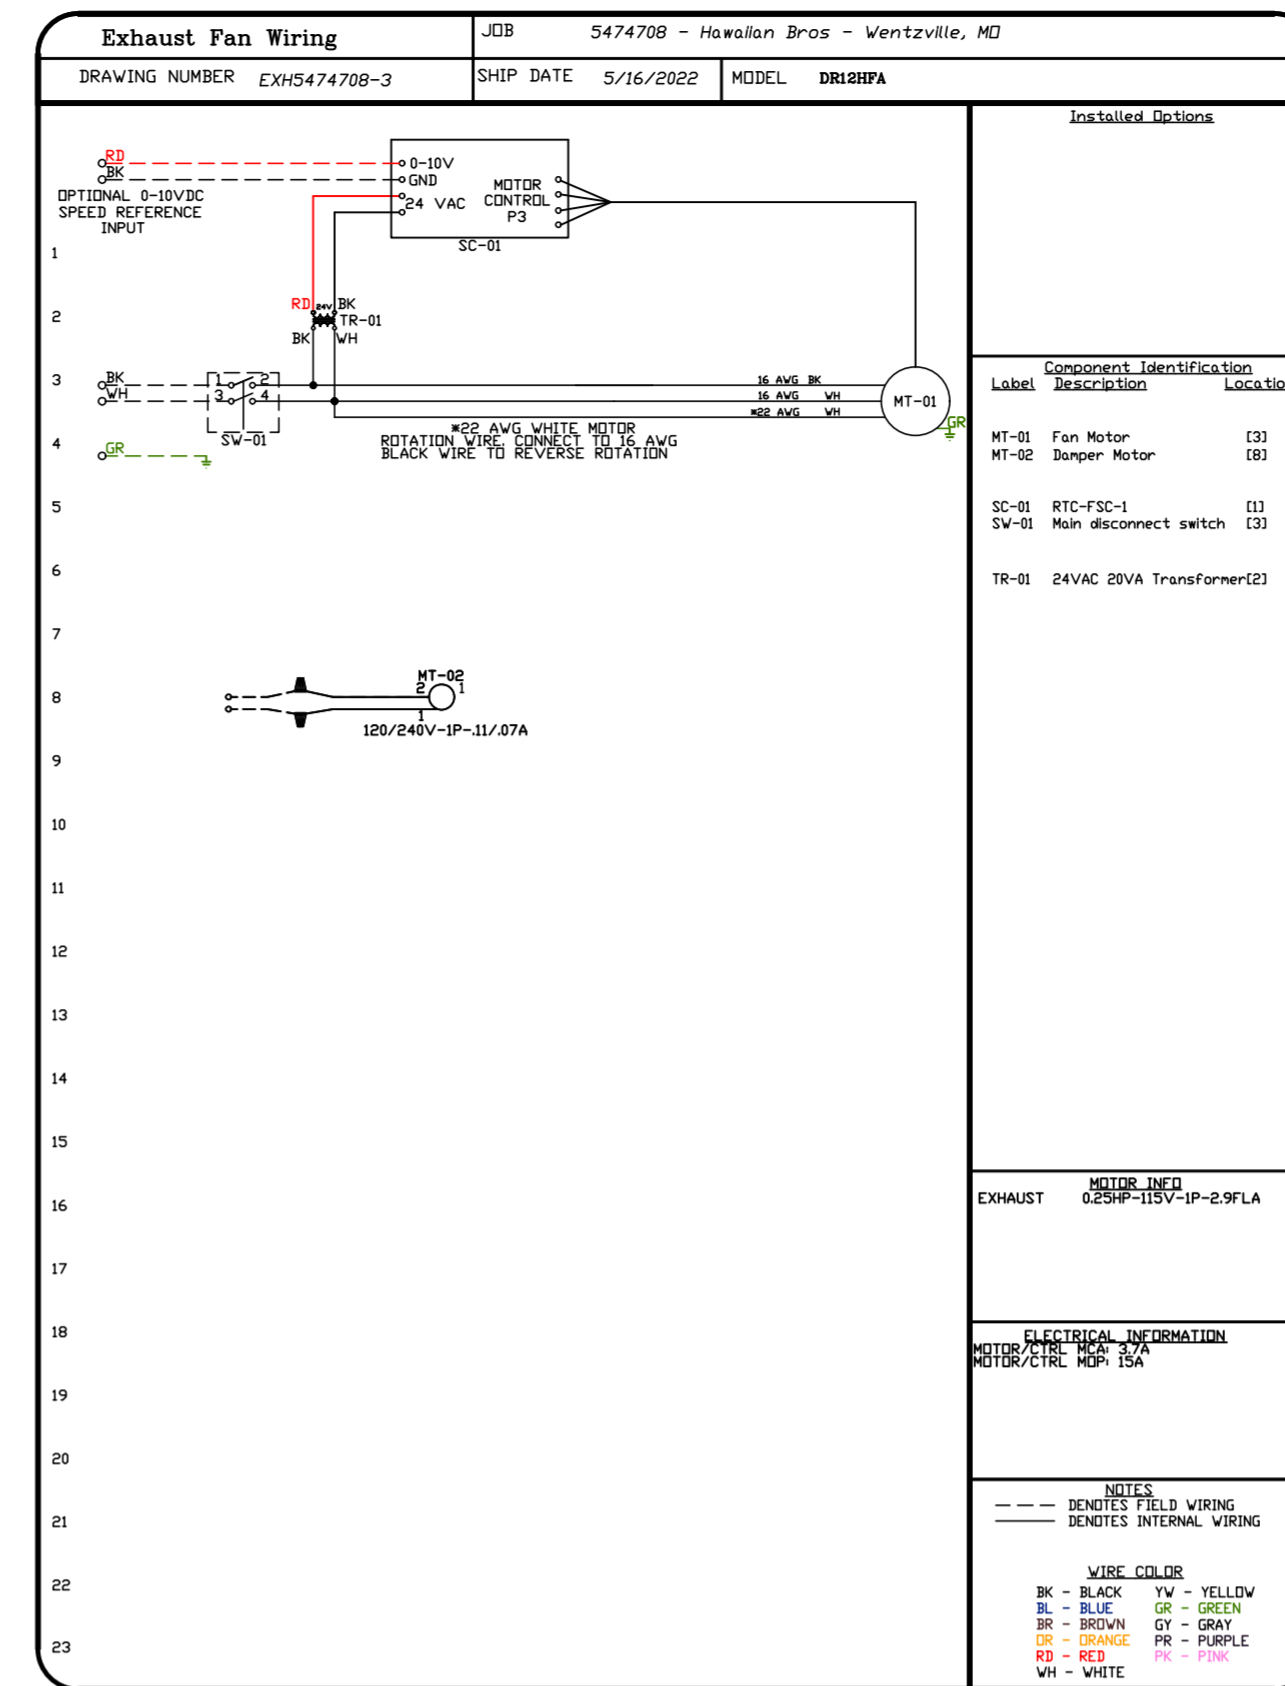 Exhaust Fan Wiring
JOB 5474708 - Hawaiian Bros - Wentzville, MO
DRAWING NUMBER EXH5474708-3
SHIP DATE 5/16/2022
MODEL DR12HFA
RD
BK
OPTIONAL 0-10VDC
SPEED REFERENCE
INPUT
0-10V
GND
24 VAC
MOTOR
CONTROL
P3
SC-01
1
RD 24V BK
2
TR-01
BK WH
3
BK 1 2
WH 3 4
16 AWG BK
16 AWG WH
*22 AWG WH
MT-01
GR
SW-01
*22 AWG WHITE MOTOR
ROTATION WIRE. CONNECT TO 16 AWG
BLACK WIRE TO REVERSE ROTATION
4
GR
5
6
7
MT-02
8
2 1
1
120/240V-1P-.11/.07A
9
10
11
12
13
14
15
16
17
18
19
20
21
22
23
Installed Options
Component Identification
Label Description Locatio
MT-01 Fan Motor [3]
MT-02 Damper Motor [8]
SC-01 RTC-FSC-1 [1]
SW-01 Main disconnect switch [3]
TR-01 24VAC 20VA Transformer[2]
MOTOR INFO
EXHAUST 0.25HP-115V-1P-2.9FLA
ELECTRICAL INFORMATION
MOTOR/CTRL MCA: 3.7A
MOTOR/CTRL MOP: 15A
NOTES
DENOTES FIELD WIRING
DENOTES INTERNAL WIRING
WIRE COLOR
BK - BLACK YW - YELLOW
BL - BLUE GR - GREEN
BR - BROWN GY - GRAY
OR - ORANGE PR - PURPLE
RD - RED PK - PINK
WH - WHITE